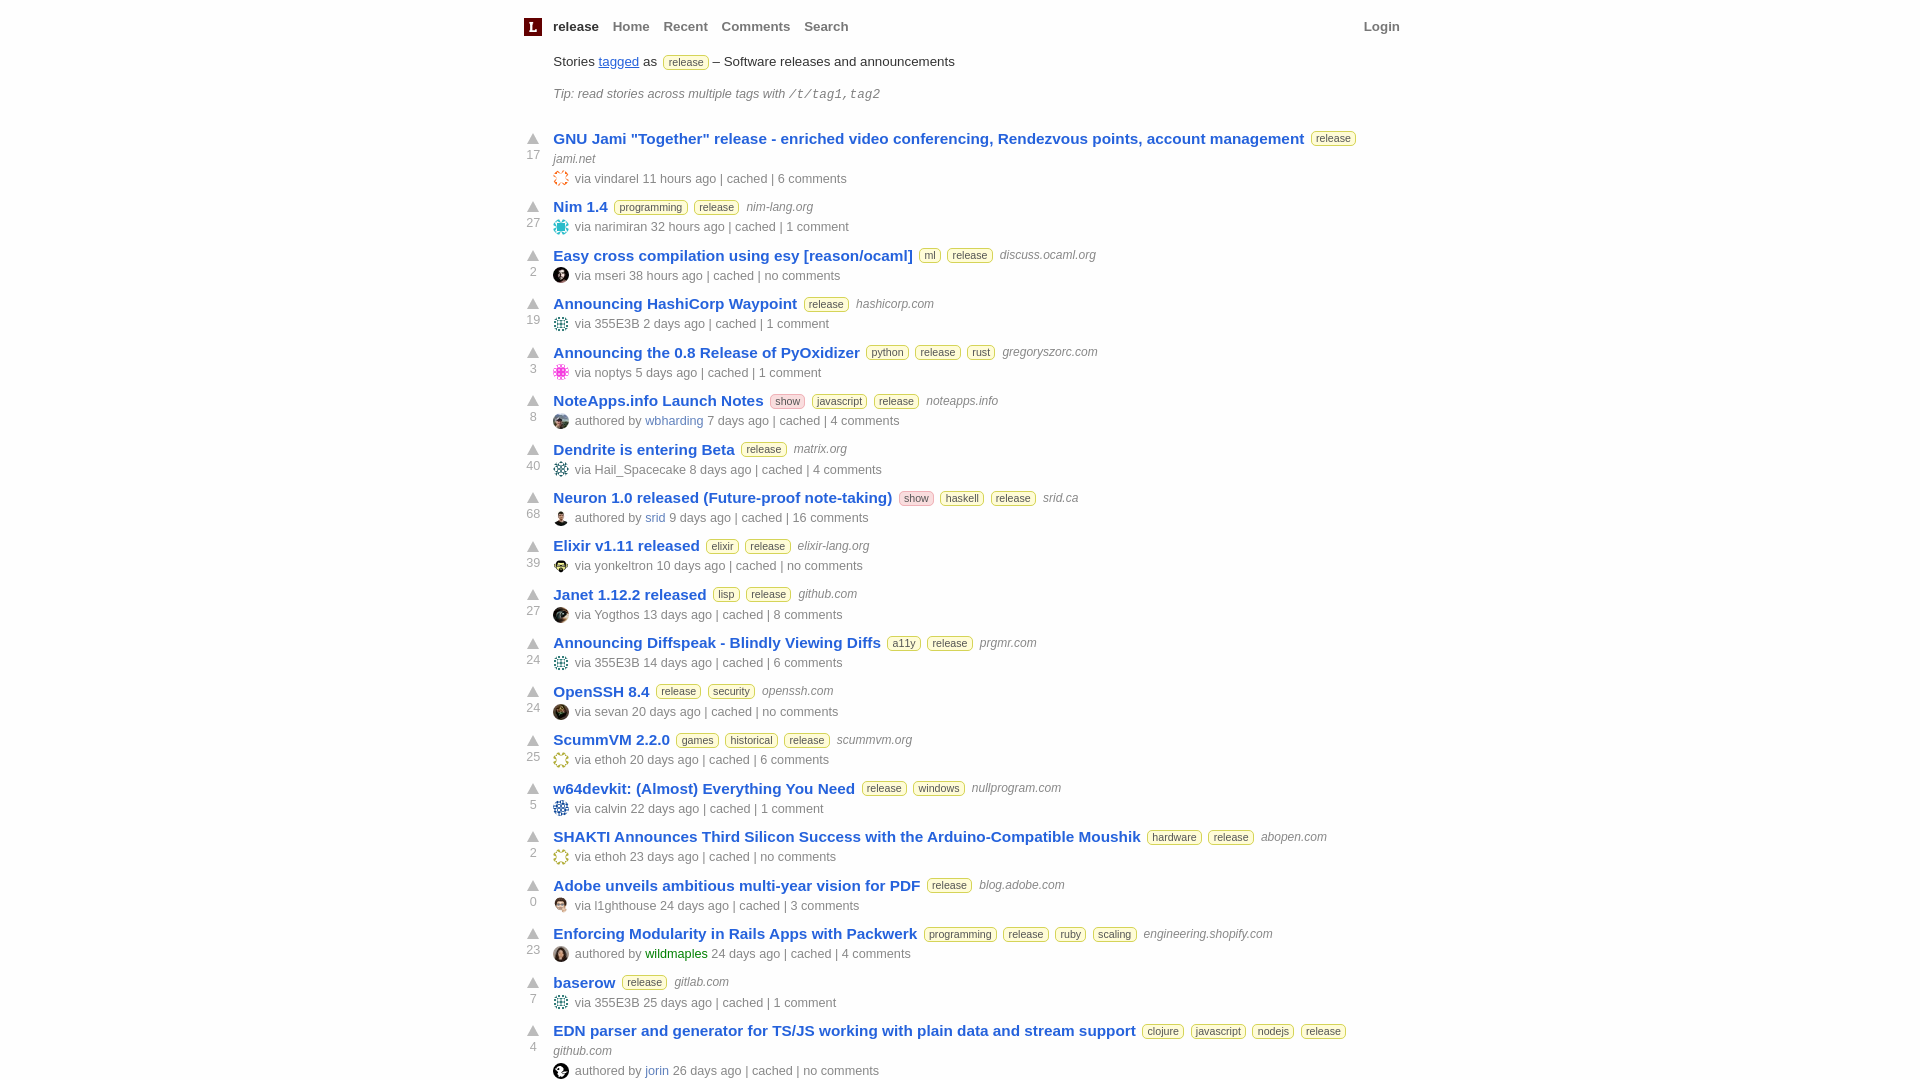 L release Home Recent Comments Search Login
Stories tagged as release – Software releases and announcements
Tip: read stories across multiple tags with /t/tag1,tag2
GNU Jami "Together" release - enriched video conferencing, Rendezvous points, account management release
17 jami.net
via vindarel 11 hours ago | cached | 6 comments
Nim 1.4 programming release nim-lang.org
27 via narimiran 32 hours ago | cached | 1 comment
Easy cross compilation using esy [reason/ocaml] ml release discuss.ocaml.org
2 via mseri 38 hours ago | cached | no comments
Announcing HashiCorp Waypoint release hashicorp.com
19 via 355E3B 2 days ago | cached | 1 comment
Announcing the 0.8 Release of PyOxidizer python release rust gregoryszorc.com
3 via noptys 5 days ago | cached | 1 comment
NoteApps.info Launch Notes show javascript release noteapps.info
8 authored by wbharding 7 days ago | cached | 4 comments
Dendrite is entering Beta release matrix.org
40 via Hail_Spacecake 8 days ago | cached | 4 comments
Neuron 1.0 released (Future-proof note-taking) show haskell release srid.ca
68 authored by srid 9 days ago | cached | 16 comments
Elixir v1.11 released elixir release elixir-lang.org
39 via yonkeltron 10 days ago | cached | no comments
Janet 1.12.2 released lisp release github.com
27 via Yogthos 13 days ago | cached | 8 comments
Announcing Diffspeak - Blindly Viewing Diffs a11y release prgmr.com
24 via 355E3B 14 days ago | cached | 6 comments
OpenSSH 8.4 release security openssh.com
24 via sevan 20 days ago | cached | no comments
ScummVM 2.2.0 games historical release scummvm.org
25 via ethoh 20 days ago | cached | 6 comments
w64devkit: (Almost) Everything You Need release windows nullprogram.com
5 via calvin 22 days ago | cached | 1 comment
SHAKTI Announces Third Silicon Success with the Arduino-Compatible Moushik hardware release abopen.com
2 via ethoh 23 days ago | cached | no comments
Adobe unveils ambitious multi-year vision for PDF release blog.adobe.com
0 via l1ghthouse 24 days ago | cached | 3 comments
Enforcing Modularity in Rails Apps with Packwerk programming release ruby scaling engineering.shopify.com
23 authored by wildmaples 24 days ago | cached | 4 comments
baserow release gitlab.com
7 via 355E3B 25 days ago | cached | 1 comment
EDN parser and generator for TS/JS working with plain data and stream support clojure javascript nodejs release
4 github.com
authored by jorin 26 days ago | cached | no comments